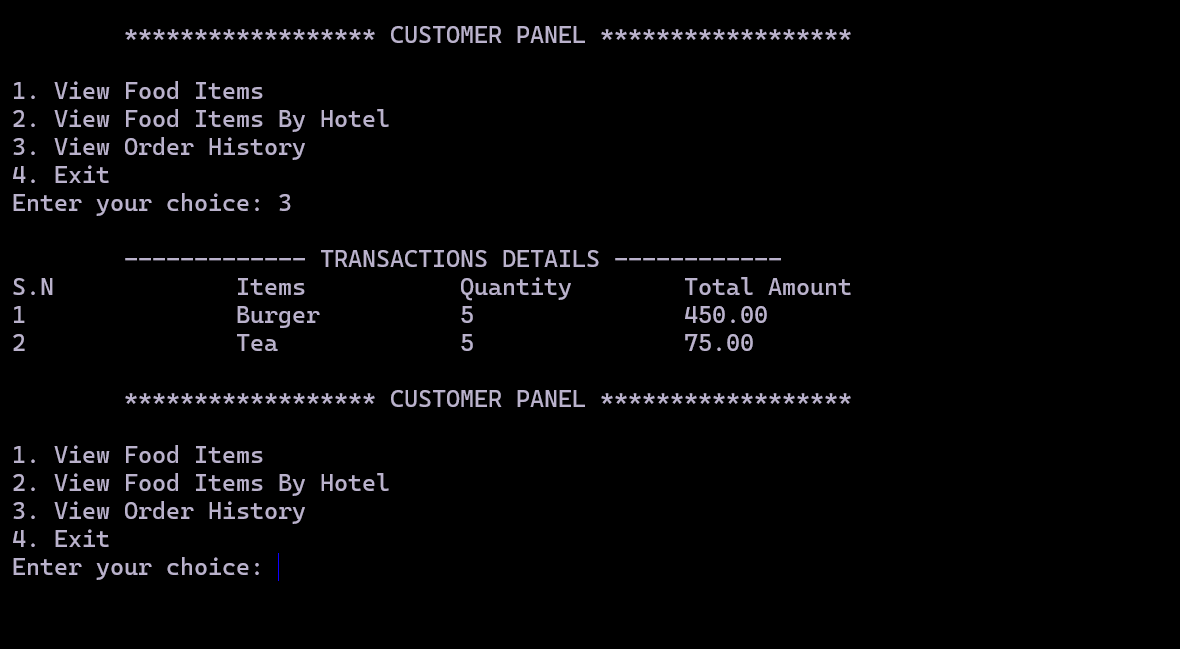 ****************** CUSTOMER PANEL ******************
1. View Food Items
2. View Food Items By Hotel
3. View Order History
4. Exit
Enter your choice: 3
------------- TRANSACTIONS DETAILS ------------
S.N Items Quantity Total Amount
1 Burger 5 450.00
2 Tea 5 75.00
****************** CUSTOMER PANEL ******************
1. View Food Items
2. View Food Items By Hotel
3. View Order History
4. Exit
Enter your choice: